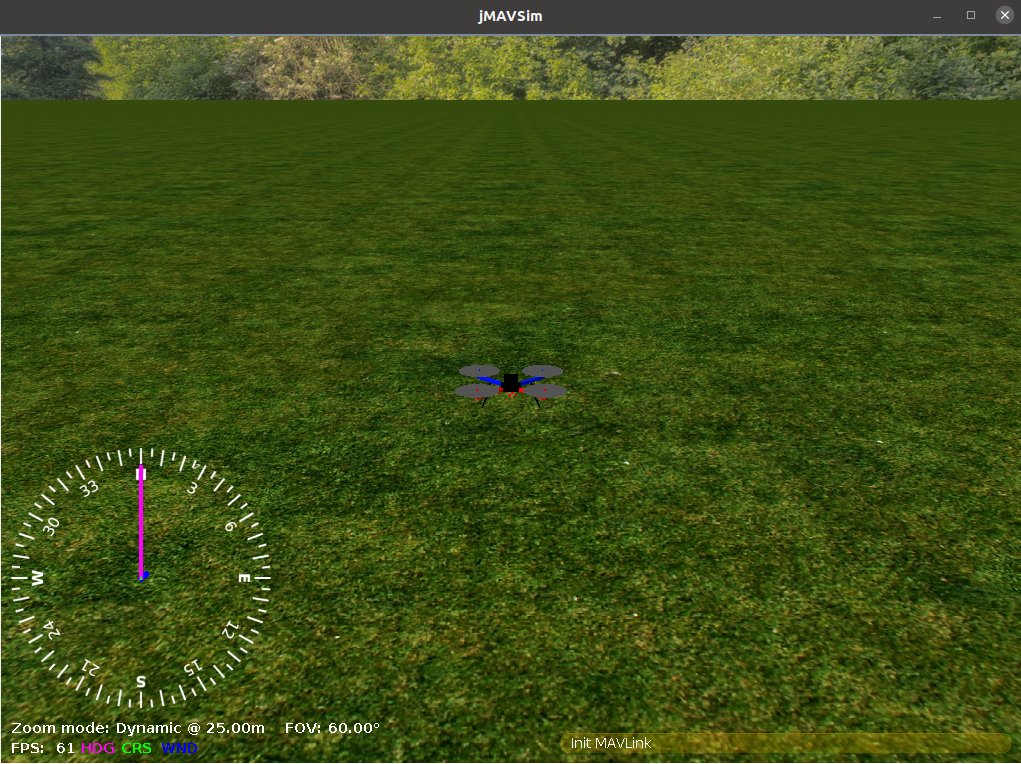 jMAVSim
N
33
3
30
6
W
E
24
12
21
15
S
Zoom mode: Dynamic @ 25.00m FOV: 60.00°
FPS: 61 HDG CRS WND
Init MAVLink